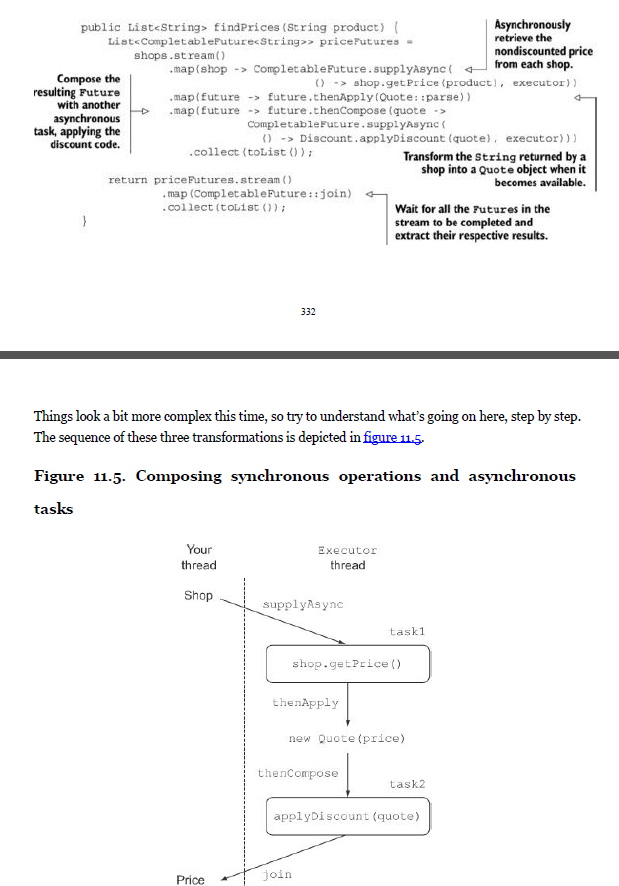 public List<String> findPrices(String product) {
List<CompletableFuture<String>> priceFutures =
shops.stream()
.map(shop -> CompletableFuture.supplyAsync(
() -> shop.getPrice(product), executor))
.map(future -> future.thenApply(Quote::parse))
.map(future -> future.thenCompose(quote ->
CompletableFuture.supplyAsync(
() -> Discount.applyDiscount(quote), executor)))
.collect(toList());
return priceFutures.stream()
.map(CompletableFuture::join)
.collect(toList());
}
Asynchronously
retrieve the
nondiscounted price
from each shop.
Compose the
resulting Future
with another
asynchronous
task, applying the
discount code.
Transform the String returned by a
shop into a Quote object when it
becomes available.
Wait for all the Futures in the
stream to be completed and
extract their respective results.
332
Things look a bit more complex this time, so try to understand what's going on here, step by step.
The sequence of these three transformations is depicted in figure 11.5.
Figure 11.5. Composing synchronous operations and asynchronous
tasks
Your
thread
Executor
thread
Shop
supplyAsync
task1
shop.getPrice()
thenApply
new Quote(price)
thenCompose
task2
applyDiscount(quote)
join
Price